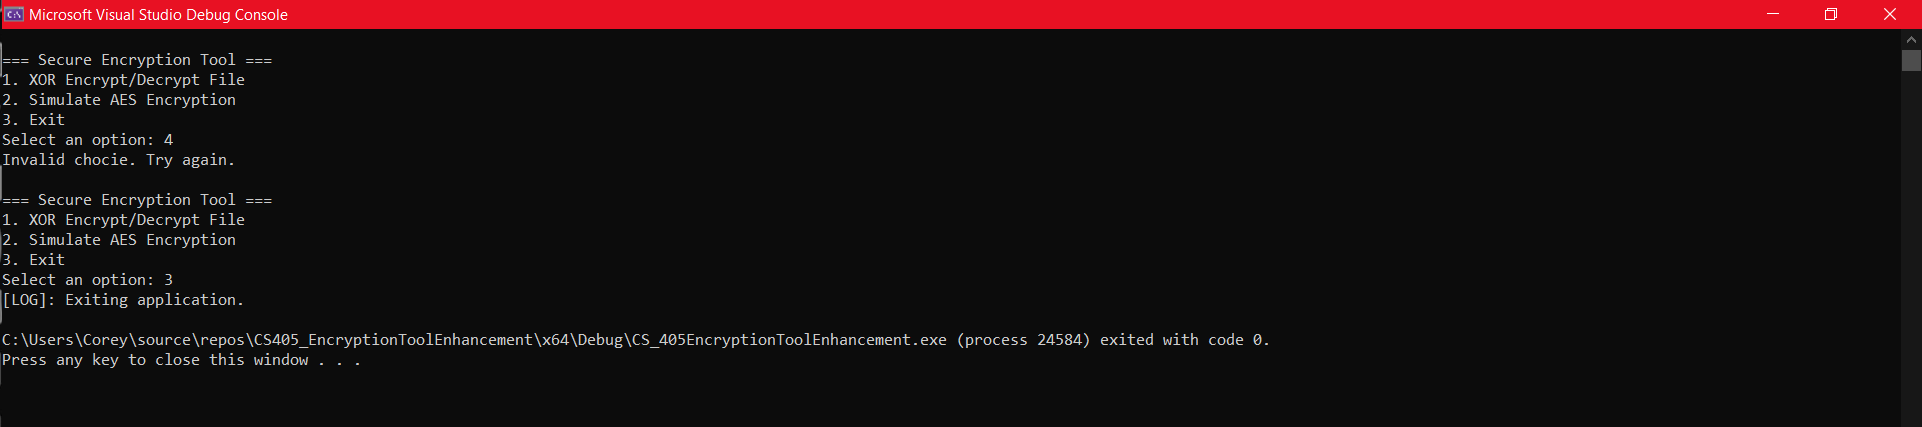 Microsoft Visual Studio Debug Console
=== Secure Encryption Tool ===
1. XOR Encrypt/Decrypt File
2. Simulate AES Encryption
3. Exit
Select an option: 4
Invalid chocie. Try again.
=== Secure Encryption Tool ===
1. XOR Encrypt/Decrypt File
2. Simulate AES Encryption
3. Exit
Select an option: 3
[LOG]: Exiting application.
C:\Users\Corey\source\repos\CS405_EncryptionToolEnhancement\x64\Debug\CS_405EncryptionToolEnhancement.exe (process 24584) exited with code 0.
Press any key to close this window . . .